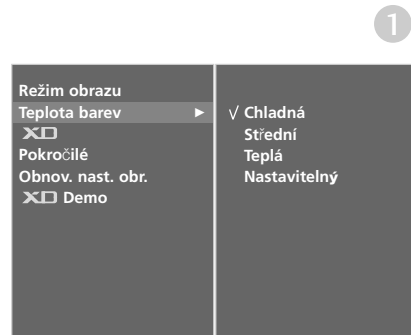 1
Režim obrazu
Teplota barev ►
XD
Pokročilé
Obnov. nast. obr.
XD Demo
√ Chladná
Střední
Teplá
Nastavitelný